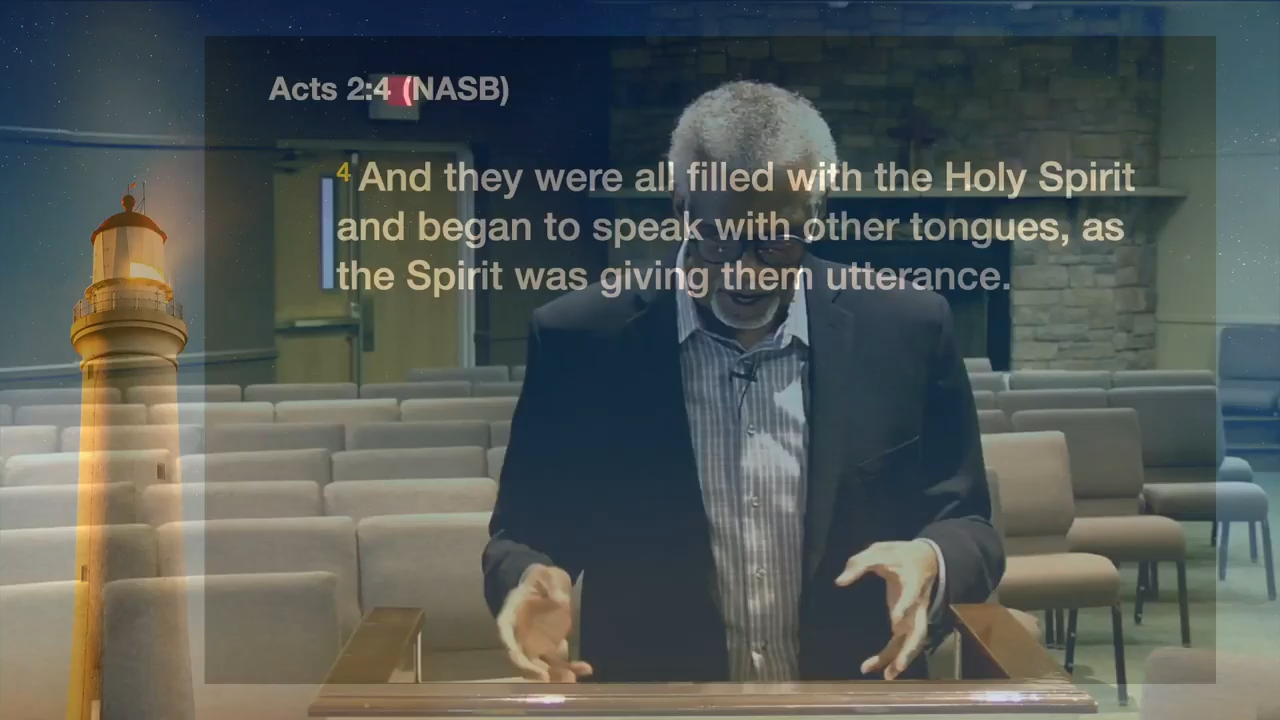 Acts 2:4 (NASB)
4 And they were all filled with the Holy Spirit
and began to speak with other tongues, as
the Spirit was giving them utterance.